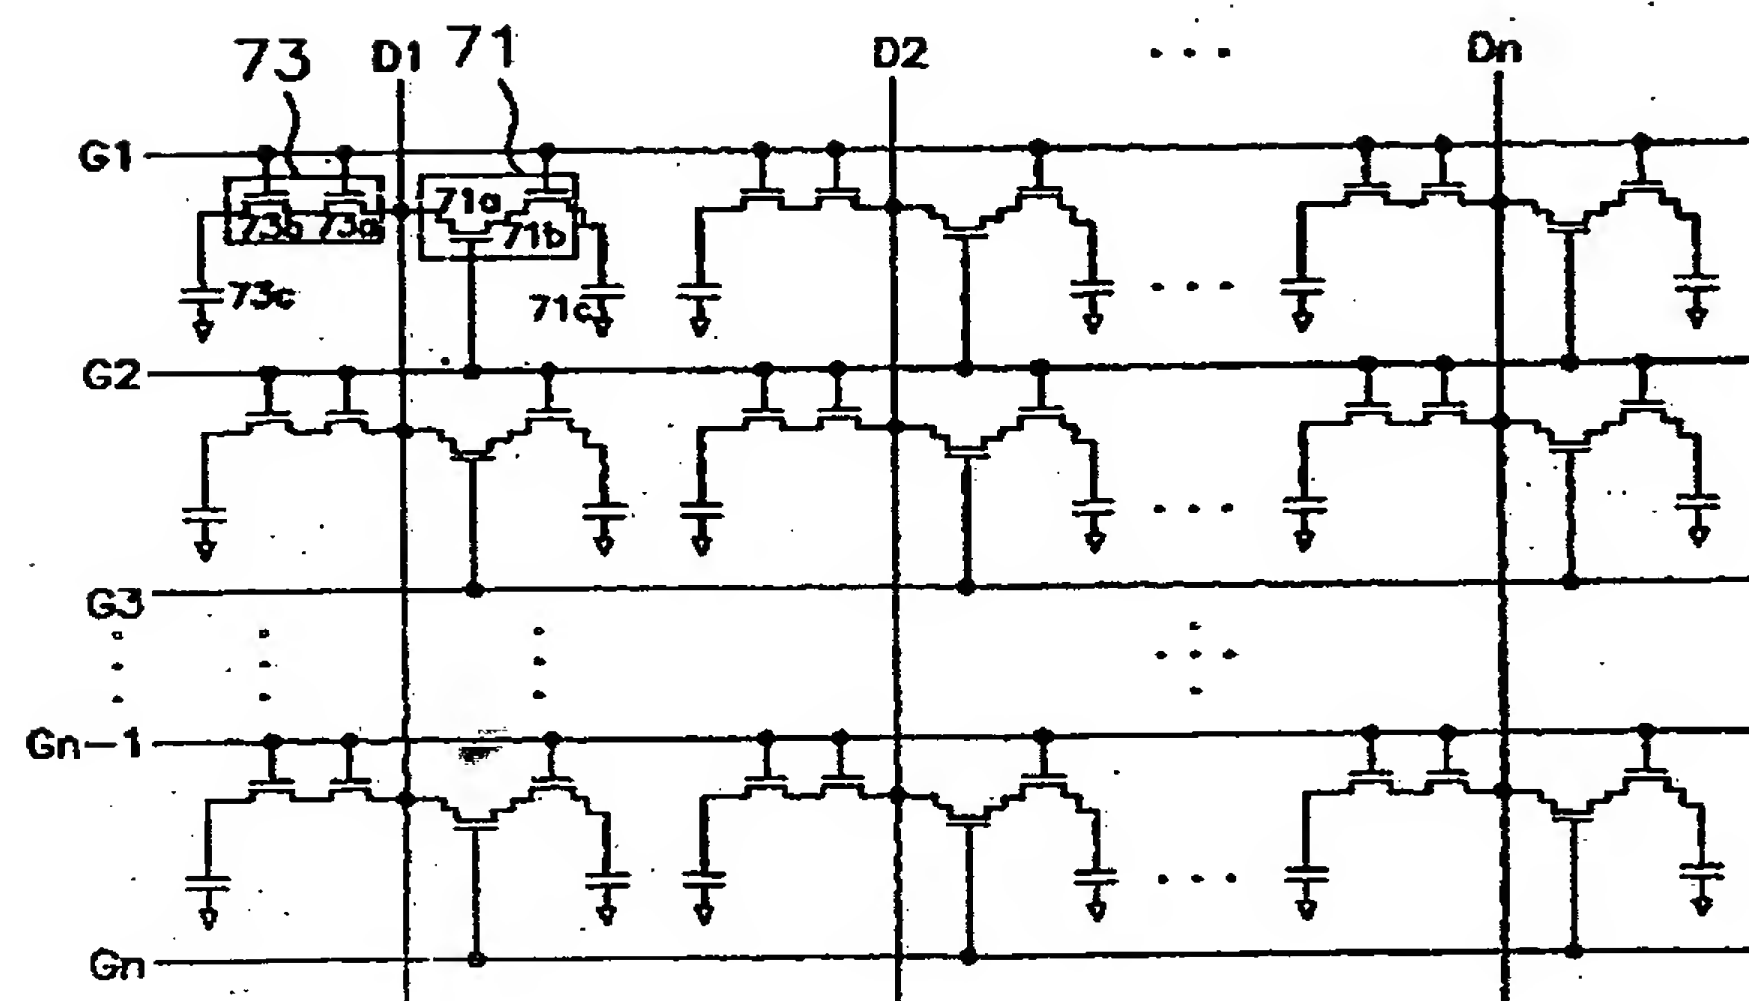 73 D1 71 D2 ... Dn
G1
71a
73b 73a 71b
73c 71c
...
G2
...
G3
Gn-1
...
Gn